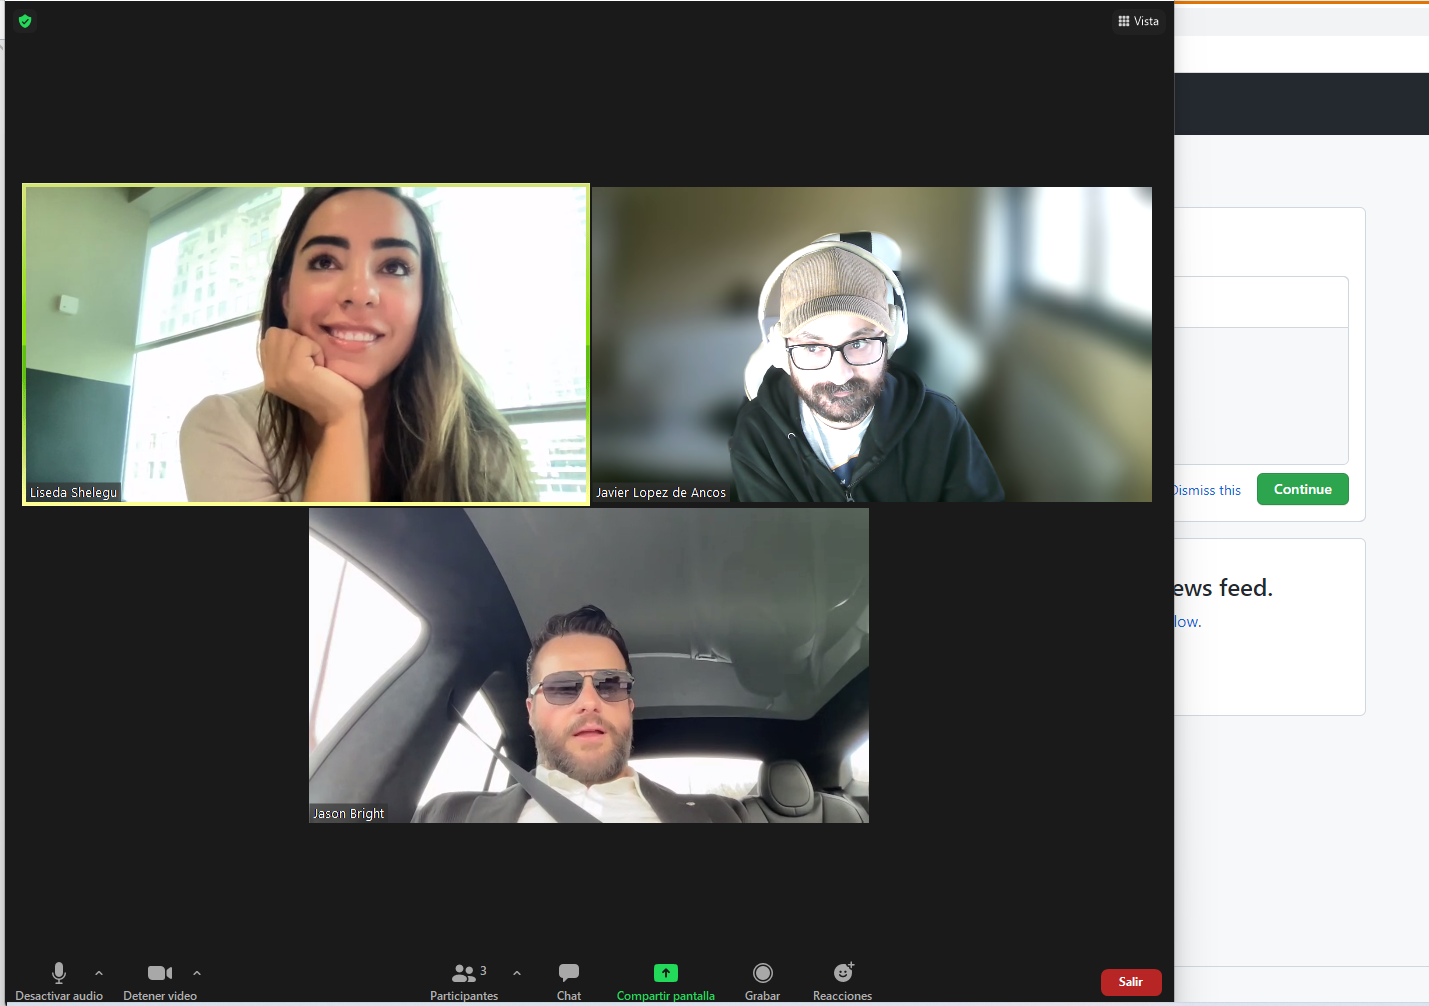 Vista
Liseda Shelegu
Javier Lopez de Ancos
Dismiss this
Continue
ews feed.
low.
Jason Bright
3
Desactivar audio
Detener video
Participantes
Chat
Compartir pantalla
Grabar
Reacciones
Salir